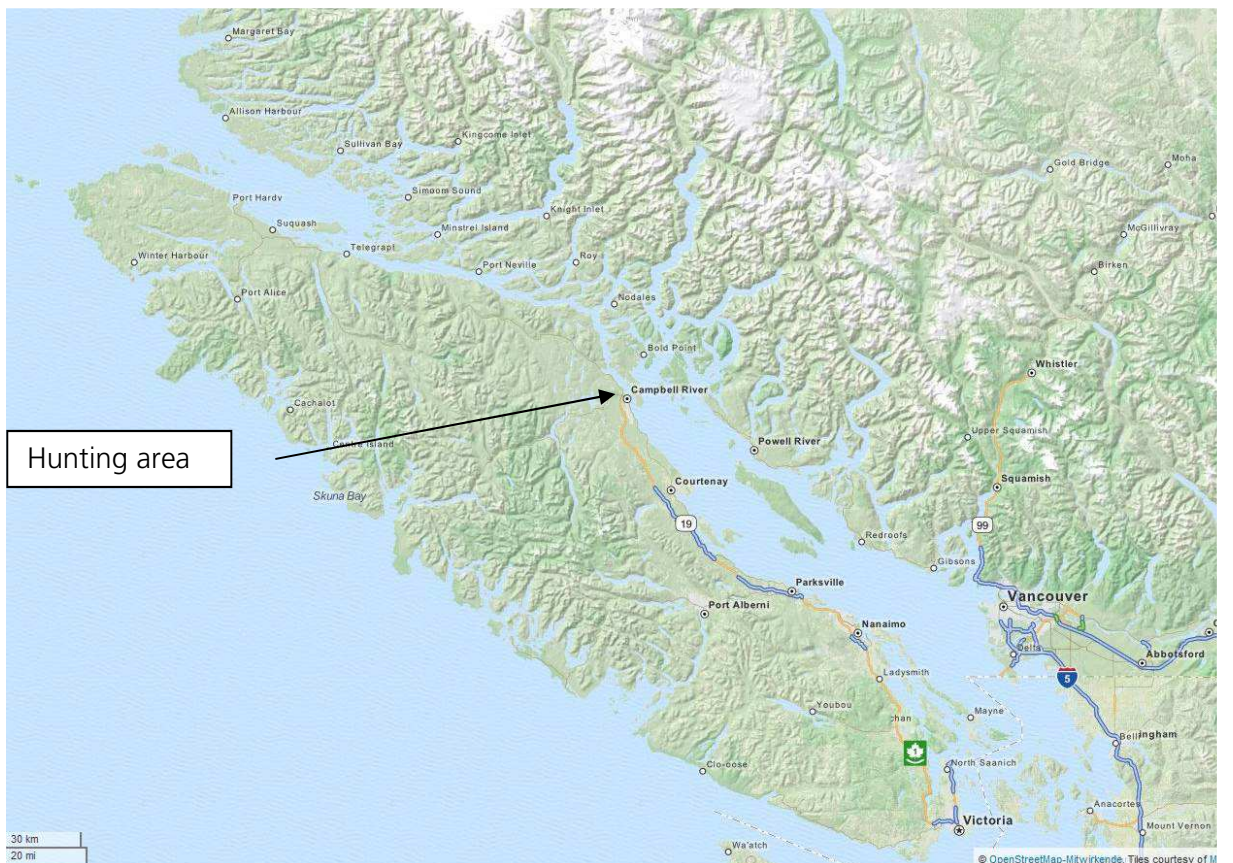 Margaret Bay
Allison Harbour
Kingcome Inlet
Sullivan Bay
Gold Bridge
Moha
Simoom Sound
Port Hardy
Knight Inlet
Suquash
Minstrel Island
McGillivray
Telegrapt
Winter Harbour
Roy
Port Neville
Birken
Port Alice
Nodales
Bold Point
Whistler
Campbell River
Cachalot
Upper Squamish
Centre Island
Powell River
Hunting area
Squamish
Courtenay
Skuna Bay
19
99
Redroofs
Gibsons
Parksville
Vancouver
Port Alberni
Nanaimo
Delta
Abbotsford
Ladysmith
5
Youbou
Mayne
chan
Bellingham
1
Clo-oose
North Saanich
Anacortes
Victoria
Mount Vernon
30 km
Wa'atch
20 mi
© OpenStreetMap-Mitwirkende, Tiles courtesy of M